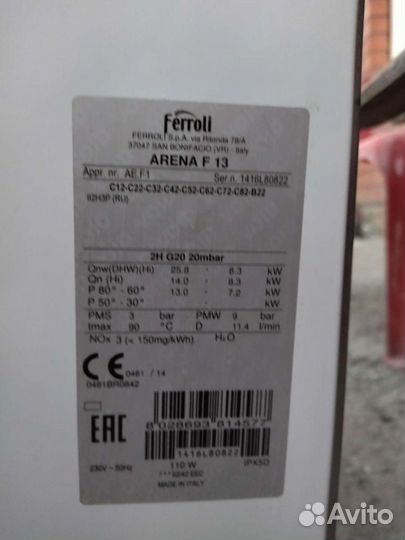 Ferroli
FERROLI S.p.A. via Ritonda 78/A
37047 SAN BONIFACIO (VR) - Italy
ARENA F 13
Appr. nr. AE.F1 Ser.n. 1416L80822
C12-C22-C32-C42-C52-C62-C72-C82-B22
II2H3P (RU)
2H G20 20mbar
Qnw(DHW)(Hi) 25.8 - 8.3 kW
Qn (Hi) 14.0 - 8.3 kW
P 80° - 60° 13.0 - 7.2 kW
P 50° - 30° - kW
PMS 3 bar PMW 9 bar
tmax 90 °C D 11.4 l/min
NOx 3 (< 150mg/kWh) H2O
CE 0461 / 14
0461BR0842
EAC
8 028693 814577
1416L80822
230V ~ 50Hz 110 W IPX5D
*** 92/42 EEC
MADE IN ITALY
Avito